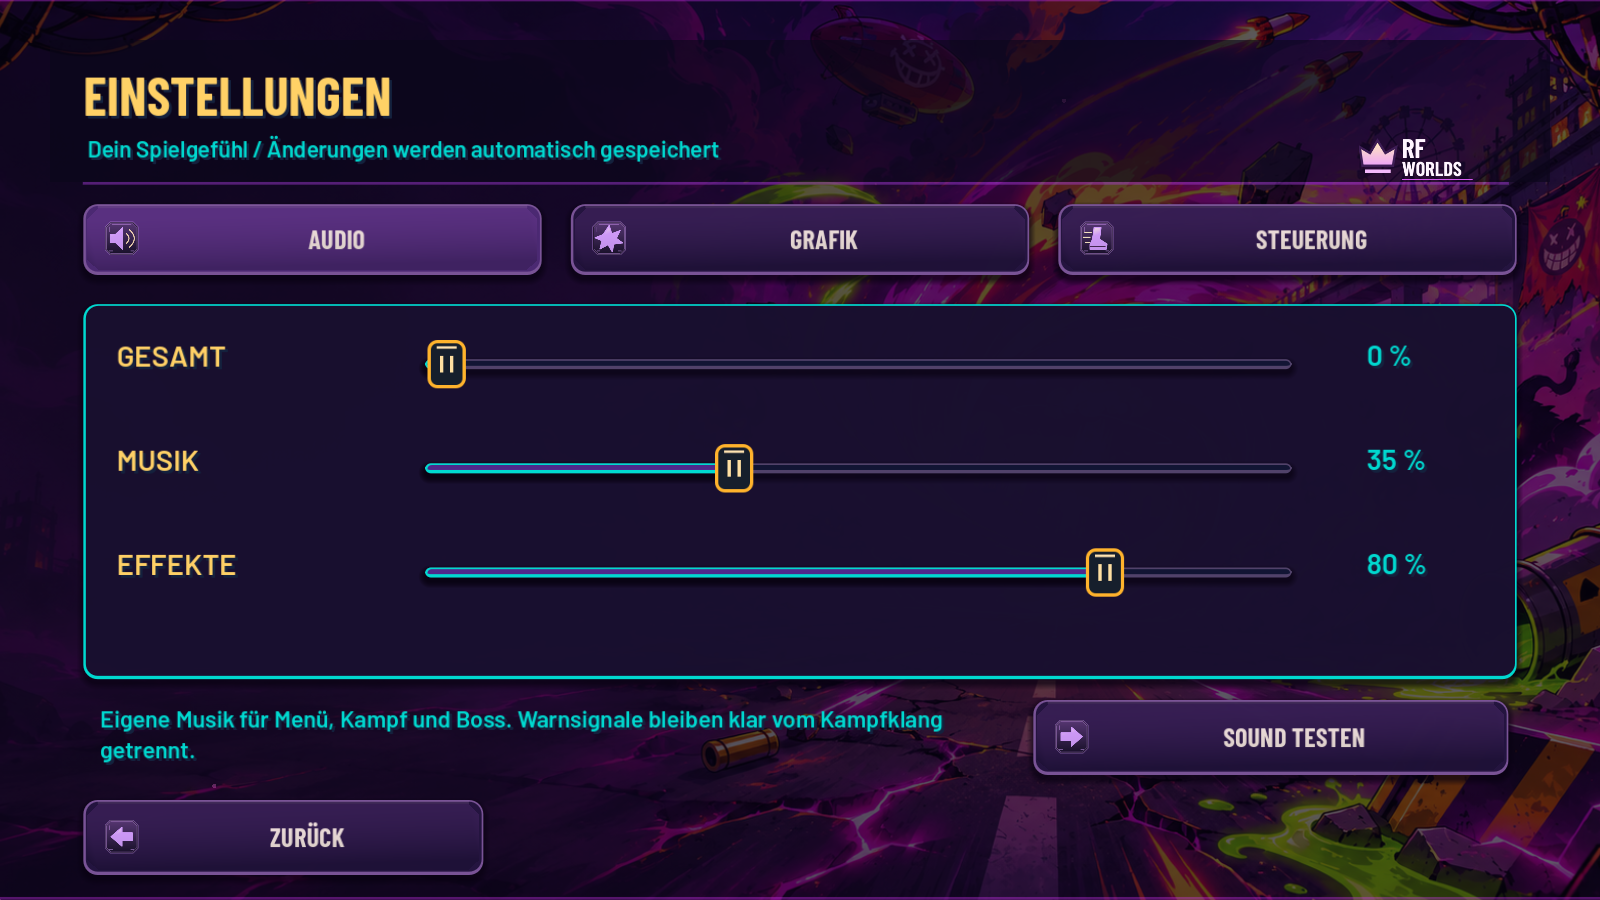 EINSTELLUNGEN
Dein Spielgefühl / Änderungen werden automatisch gespeichert
RF
WORLDS
AUDIO
GRAFIK
STEUERUNG
GESAMT
0 %
MUSIK
35 %
EFFEKTE
80 %
Eigene Musik für Menü, Kampf und Boss. Warnsignale bleiben klar vom Kampfklang
getrennt.
SOUND TESTEN
ZURÜCK